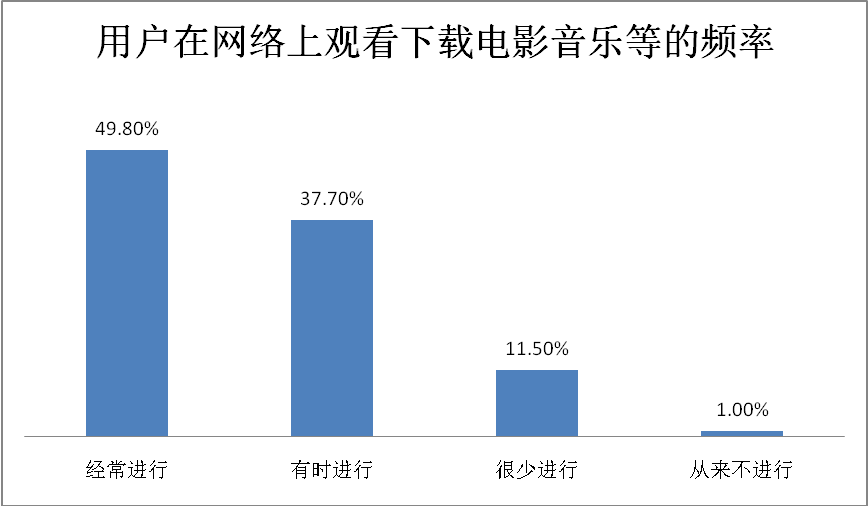 用户在网络上观看下载电影音乐等的频率
49.80%
37.70%
11.50%
1.00%
经常进行
有时进行
很少进行
从来不进行